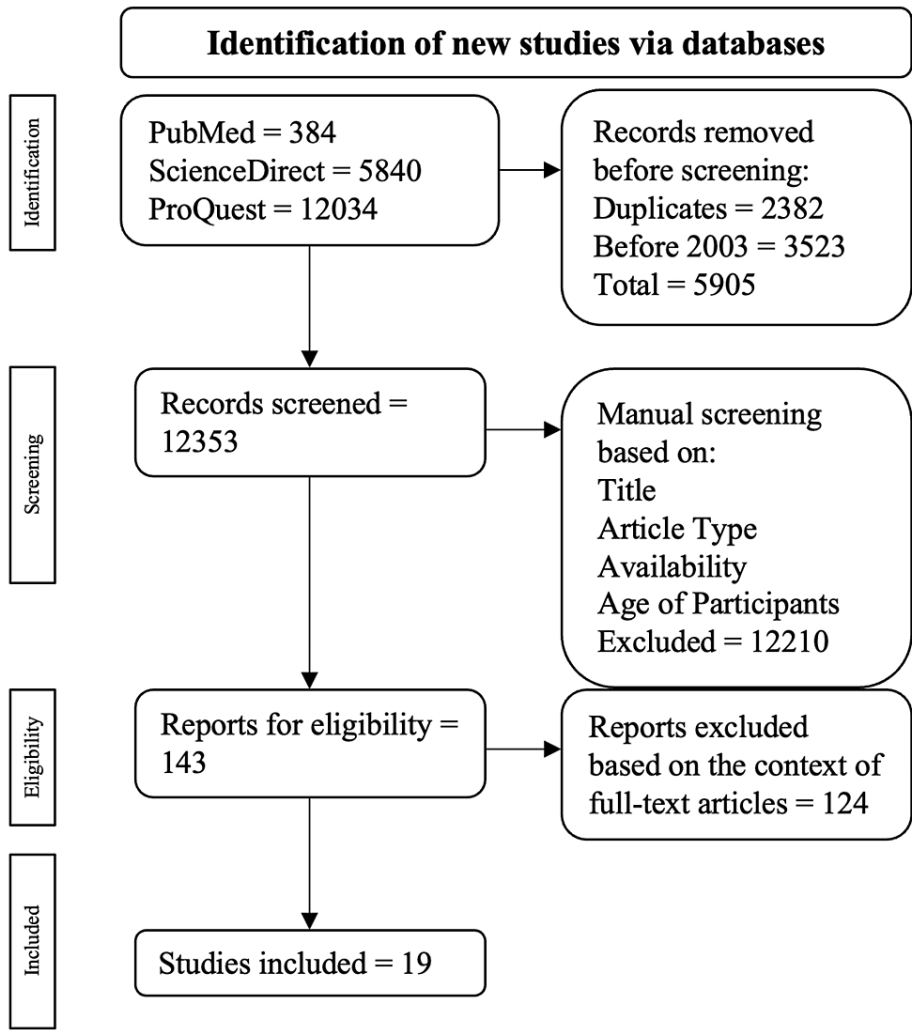 Identification of new studies via databases
Identification
PubMed = 384
ScienceDirect = 5840
ProQuest = 12034
Records removed
before screening:
Duplicates = 2382
Before 2003 = 3523
Total = 5905
Screening
Records screened =
12353
Manual screening
based on:
Title
Article Type
Availability
Age of Participants
Excluded = 12210
Eligibility
Reports for eligibility =
143
Reports excluded
based on the context of
full-text articles = 124
Included
Studies included = 19